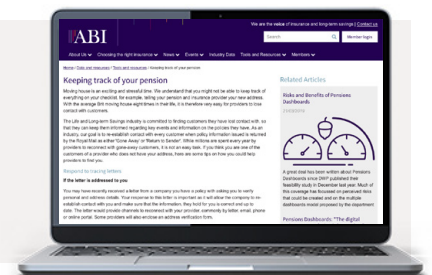 We are the value of insurance and long-term savings | Contact us
ABI
Search
Member login
About Us
Choosing the right insurance
News
Events
Industry Data
Tools and Resources
Members
Home / Data and resources / Tools and resources / Keeping track of your pension
Keeping track of your pension
Moving house is an exciting and stressful time. We understand that you might not be able to keep track of
everything on your checklist, for example, telling your pension and insurance provider your new address.
With the average Brit moving house eight times in their life, it is therefore very easy for providers to lose
contact with customers.
The Life and Long-term Savings industry is committed to finding customers they have lost contact with, so
that they can keep them informed regarding key events and information on the policies they have. As an
industry, our goal is to re-establish contact with every customer when policy information issued is returned
by the Royal Mail as either 'Gone Away' or 'Return to Sender'. While millions are spent every year by
providers to reconnect with gone-away customers, it is not an easy task. If you think you are one of the
customers of a provider who does not have your address, here are some tips on how you could help
providers to find you.
Respond to tracing letters
If the letter is addressed to you
You may have recently received a letter from a company you have a policy with asking you to verify
personal and address details. Your response to this letter is important as it will allow the company to re-
establish contact with you and make sure that the information, they hold for you is correct and up to
date. The letter would provide channels to reconnect with your provider, commonly by letter, email, phone
or online portal. Some providers will also enclose an address verification form.
Related Articles
Risks and Benefits of Pensions
Dashboards
A great deal has been written about Pensions
Dashboards since DWP published their
feasibility study in December last year. Much of
this coverage has focussed on perceived risks
that could be created and on the multiple
dashboards model proposed by the department
Pensions Dashboards: "The digital